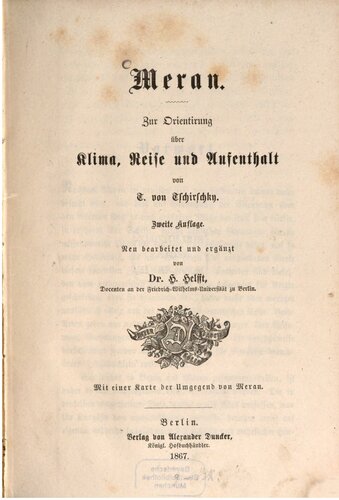 Meran.
Zur Orientirung
über
Klima, Reise und Aufenthalt
von
T. von Tschirschky.
Zweite Auflage.
Neu bearbeitet und ergänzt
von
Dr. H. Helfft,
Docenten an der Friedrich-Wilhelms-Universität zu Berlin.
D
Mit einer Karte der Umgegend von Meran.
Berlin.
Verlag von Alexander Duncker,
Königl. Hofbuchhändler.
1867.